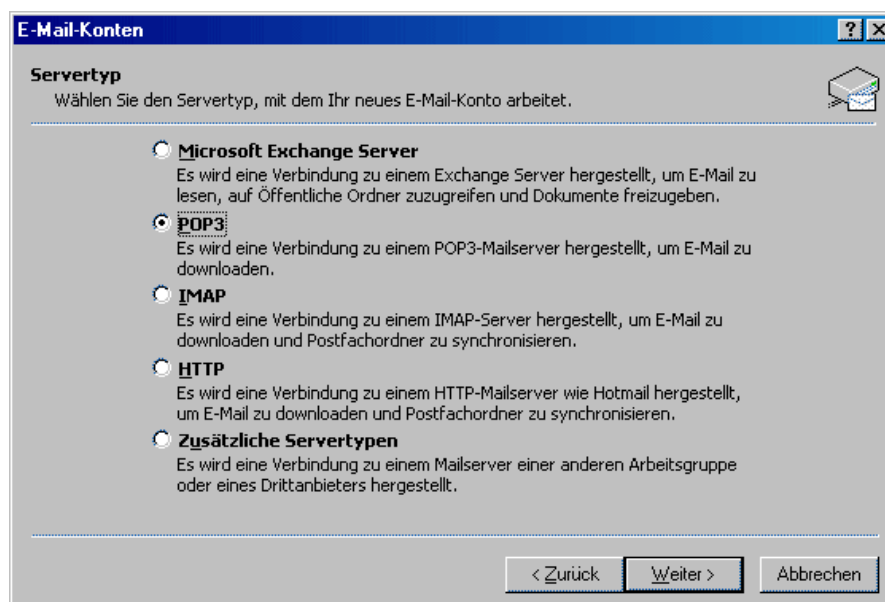 E-Mail-Konten
Servertyp
Wählen Sie den Servertyp, mit dem Ihr neues E-Mail-Konto arbeitet.
Microsoft Exchange Server
Es wird eine Verbindung zu einem Exchange Server hergestellt, um E-Mail zu
lesen, auf Öffentliche Ordner zuzugreifen und Dokumente freizugeben.
POP3
Es wird eine Verbindung zu einem POP3-Mailserver hergestellt, um E-Mail zu
downloaden.
IMAP
Es wird eine Verbindung zu einem IMAP-Server hergestellt, um E-Mail zu
downloaden und Postfachordner zu synchronisieren.
HTTP
Es wird eine Verbindung zu einem HTTP-Mailserver wie Hotmail hergestellt,
um E-Mail zu downloaden und Postfachordner zu synchronisieren.
Zusätzliche Servertypen
Es wird eine Verbindung zu einem Mailserver einer anderen Arbeitsgruppe
oder eines Drittanbieters hergestellt.
< Zurück Weiter > Abbrechen